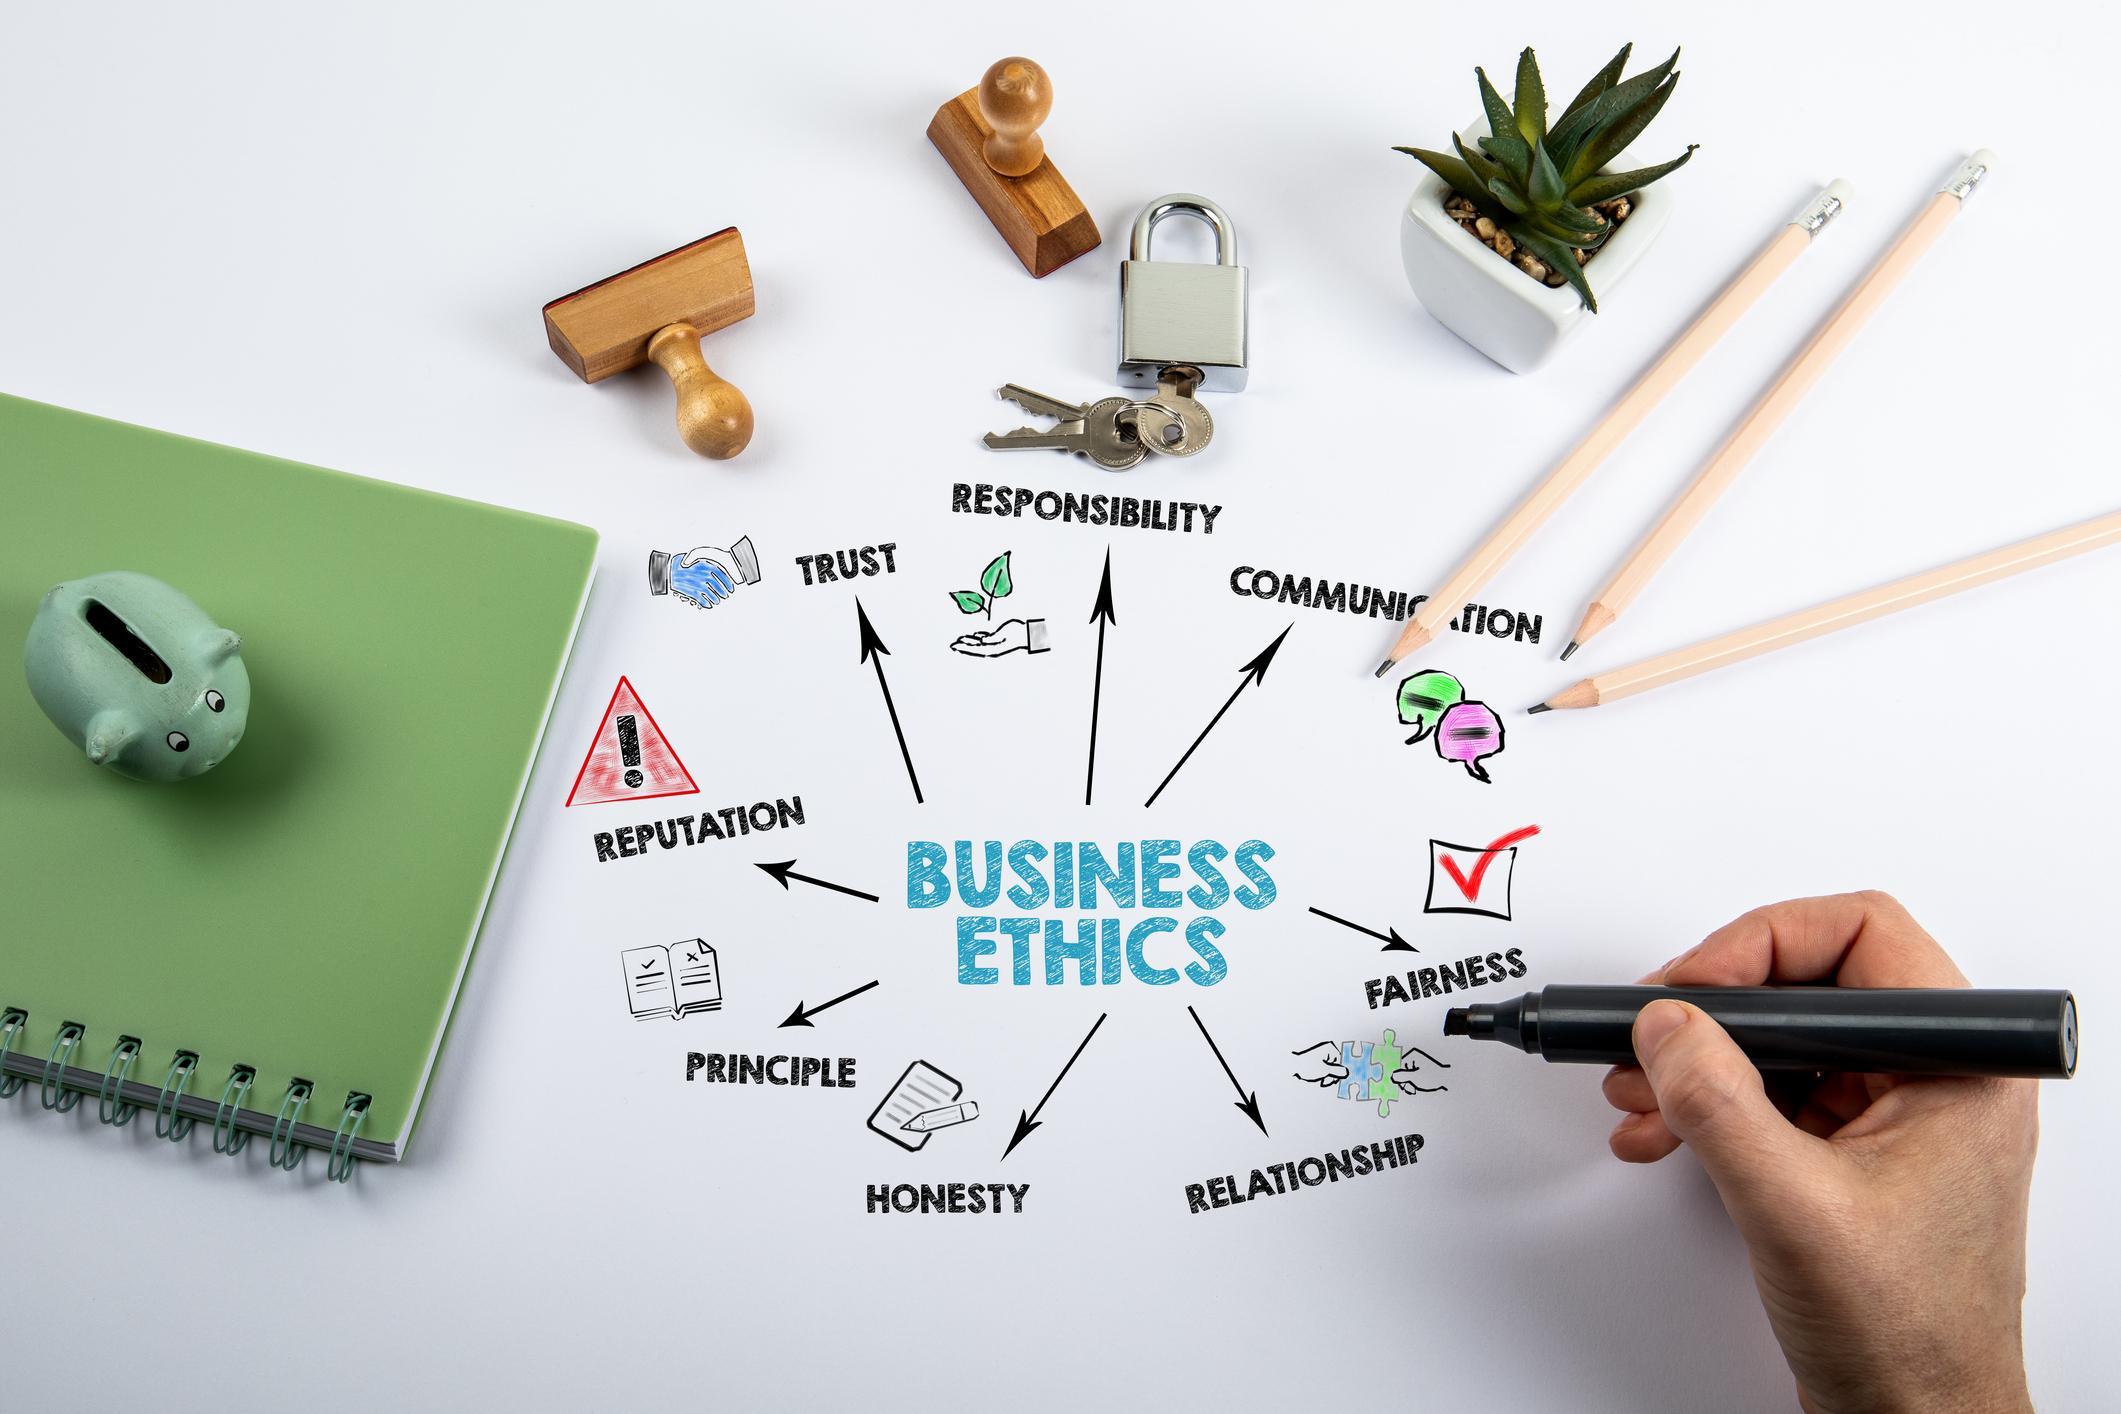 RESPONSIBILITY
TRUST
COMMUNICATION
REPUTATION
BUSINESS
ETHICS
FAIRNESS
PRINCIPLE
RELATIONSHIP
HONESTY